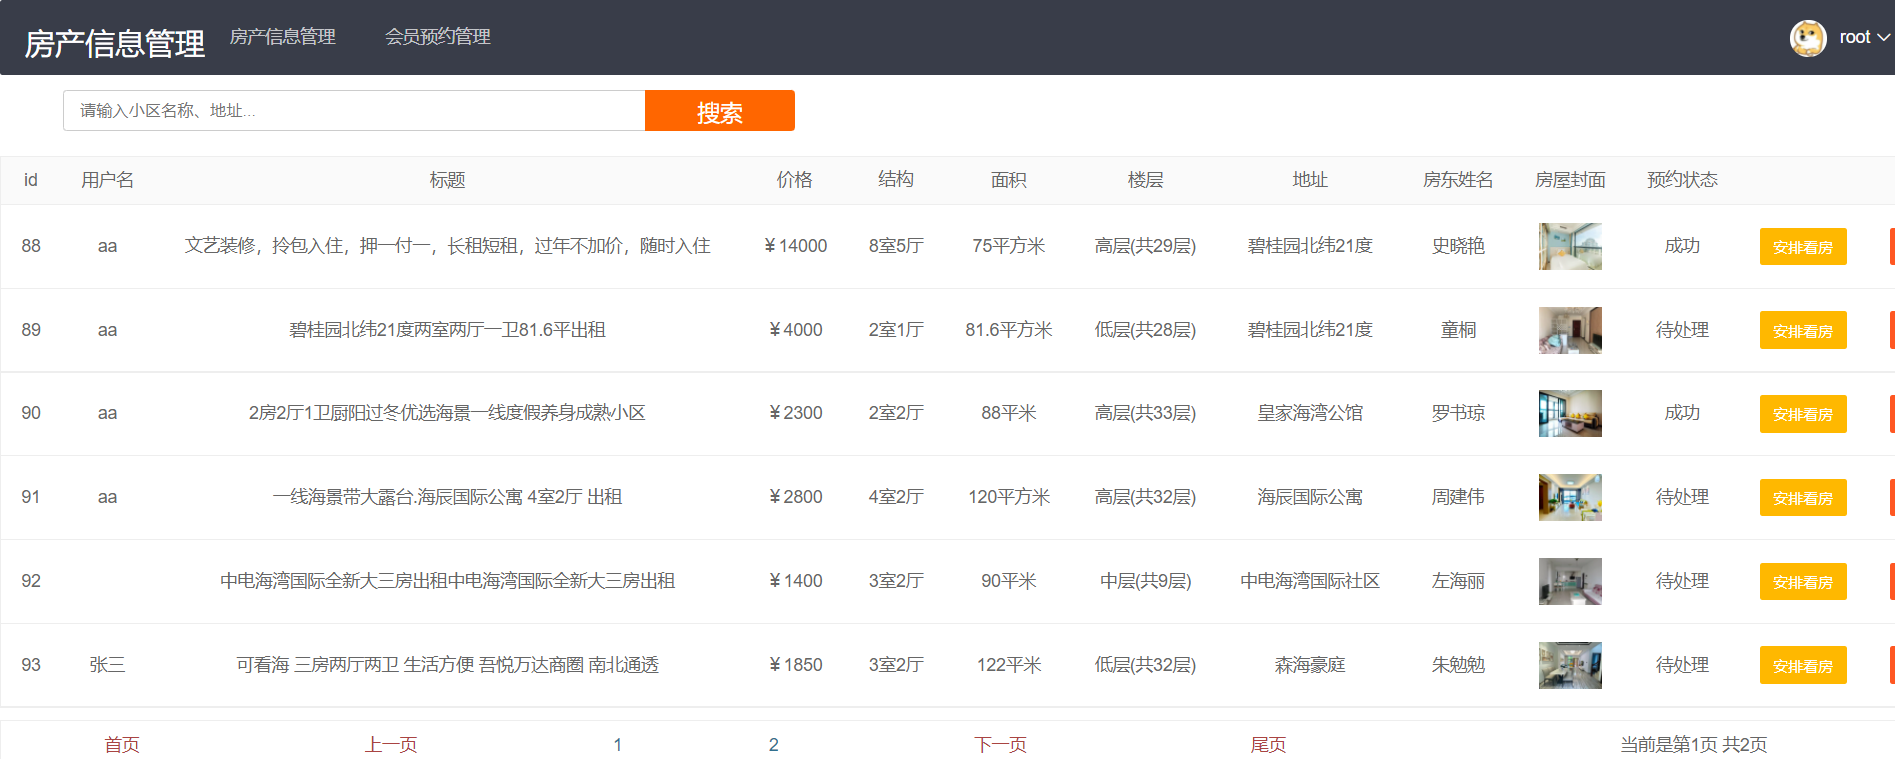 房产信息管理 房产信息管理 会员预约管理 root
请输入小区名称、地址... 搜索
id 用户名 标题 价格 结构 面积 楼层 地址 房东姓名 房屋封面 预约状态
88 aa 文艺装修，拎包入住，押一付一，长租短租，过年不加价，随时入住 ¥14000 8室5厅 75平方米 高层(共29层) 碧桂园北纬21度 史晓艳 成功 安排看房
89 aa 碧桂园北纬21度两室两厅一卫81.6平出租 ¥4000 2室1厅 81.6平方米 低层(共28层) 碧桂园北纬21度 童桐 待处理 安排看房
90 aa 2房2厅1卫厨阳过冬优选海景一线度假养身成熟小区 ¥2300 2室2厅 88平米 高层(共33层) 皇家海湾公馆 罗书琼 成功 安排看房
91 aa 一线海景带大露台.海辰国际公寓 4室2厅 出租 ¥2800 4室2厅 120平方米 高层(共32层) 海辰国际公寓 周建伟 待处理 安排看房
92 中电海湾国际全新大三房出租中电海湾国际全新大三房出租 ¥1400 3室2厅 90平米 中层(共9层) 中电海湾国际社区 左海丽 待处理 安排看房
93 张三 可看海 三房两厅两卫 生活方便 吾悦万达商圈 南北通透 ¥1850 3室2厅 122平米 低层(共32层) 森海豪庭 朱勉勉 待处理 安排看房
首页 上一页 1 2 下一页 尾页 当前是第1页 共2页